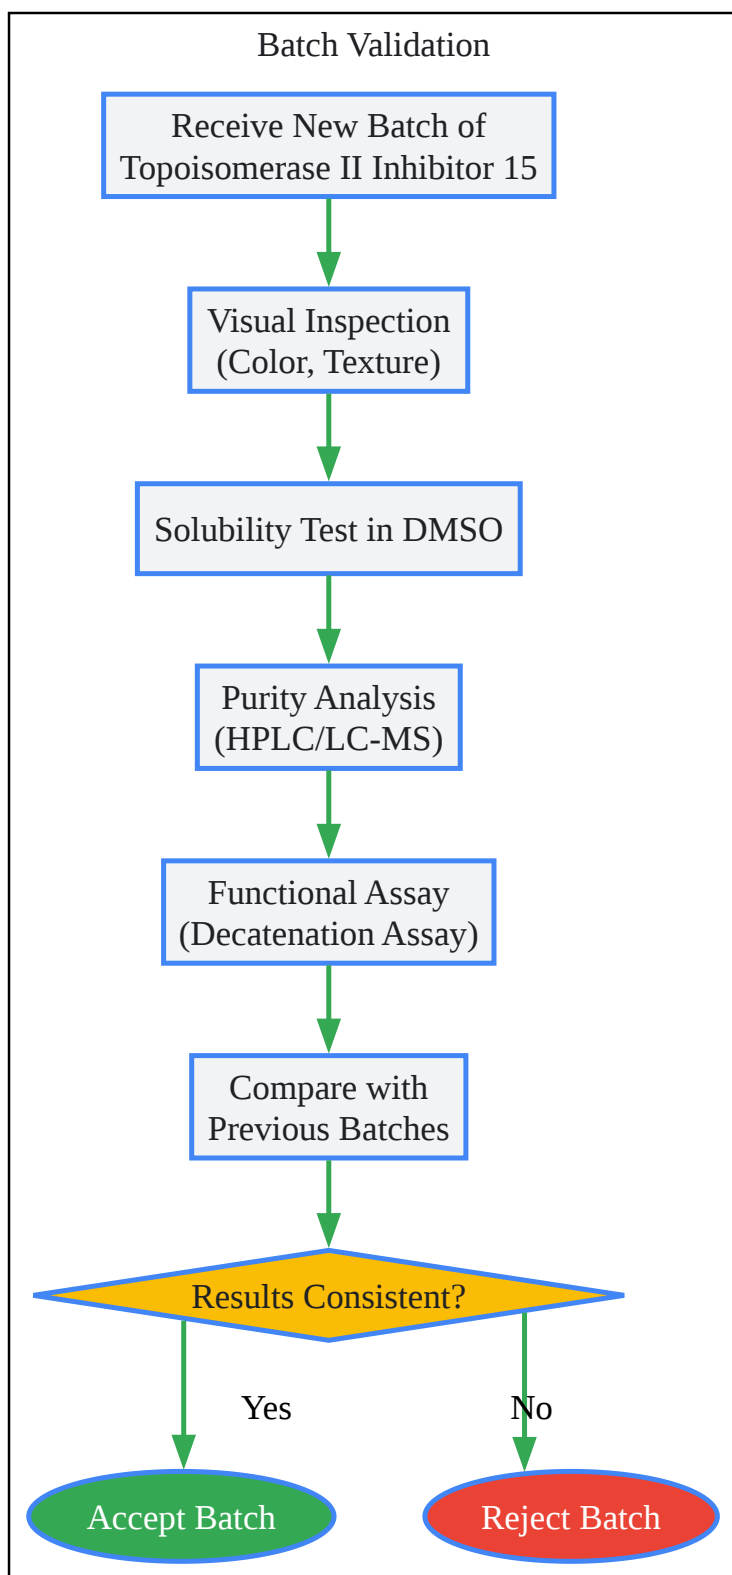 Batch Validation
Receive New Batch of
Topoisomerase II Inhibitor 15
Visual Inspection
(Color, Texture)
Solubility Test in DMSO
Purity Analysis
(HPLC/LC-MS)
Functional Assay
(Decatenation Assay)
Compare with
Previous Batches
Results Consistent?
Yes
No
Accept Batch
Reject Batch